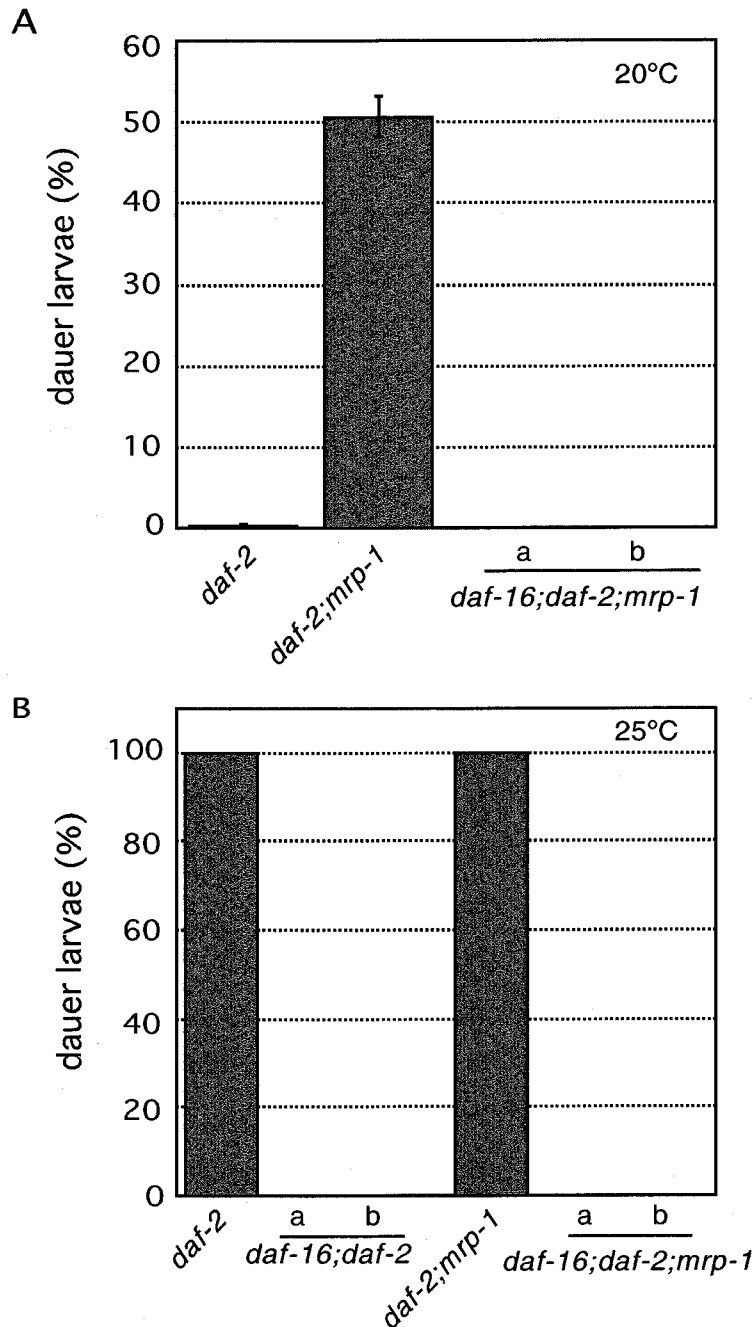 A
60
20°C
50
40
30
20
10
0
dauer larvae (%)
daf-2
daf-2;mrp-1
a b
daf-16;daf-2;mrp-1
B
25°C
100
80
60
40
20
0
dauer larvae (%)
daf-2
a b
daf-16;daf-2
daf-2;mrp-1
a b
daf-16;daf-2;mrp-1